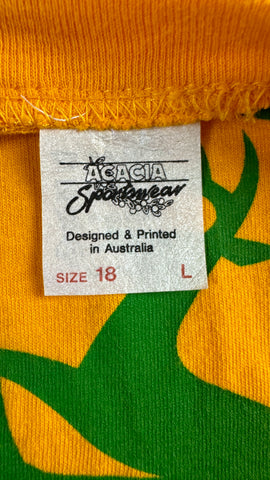 ACACIA
Sportswear
Designed & Printed
in Australia
SIZE 18 L